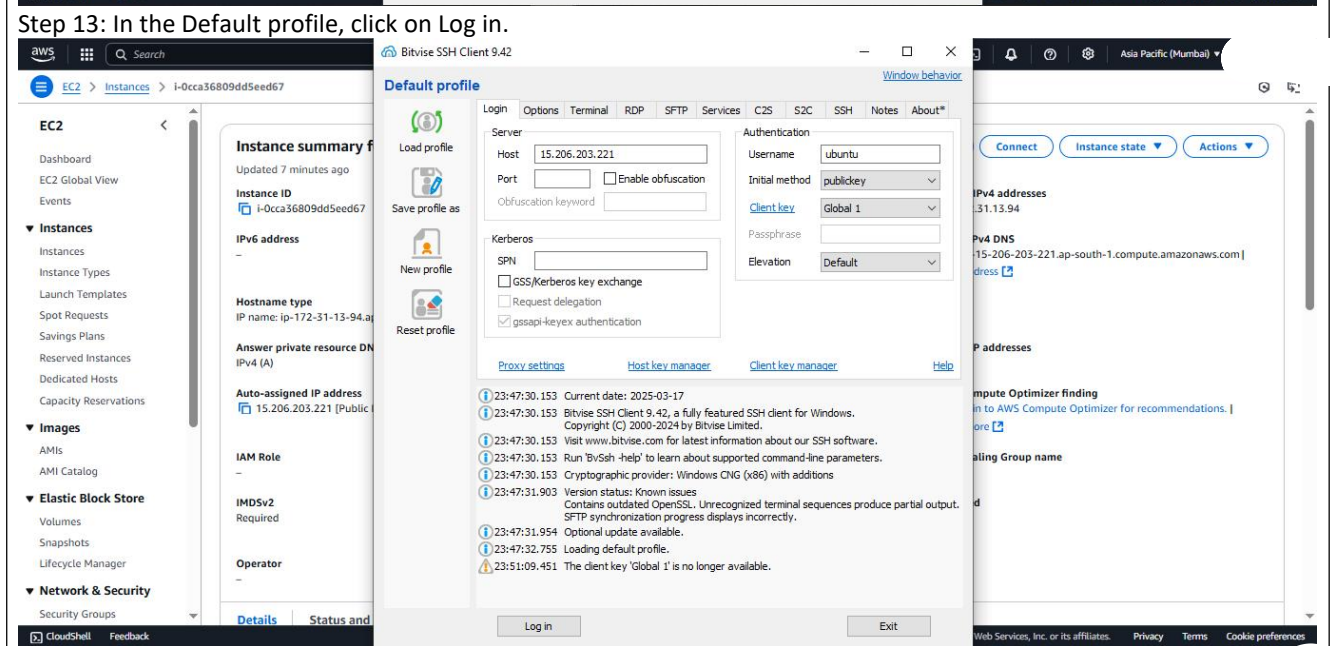 Step 13: In the Default profile, click on Log in.
aws
Search
Asia Pacific (Mumbai)
EC2 > Instances > i-0cca36809dd5eed67
EC2
Dashboard
EC2 Global View
Events
Instances
Instances
Instance Types
Launch Templates
Spot Requests
Savings Plans
Reserved Instances
Dedicated Hosts
Capacity Reservations
Images
AMIs
AMI Catalog
Elastic Block Store
Volumes
Snapshots
Lifecycle Manager
Network & Security
Security Groups
CloudShell Feedback
Instance summary f
Updated 7 minutes ago
Instance ID
i-0cca36809dd5eed67
IPv6 address
–
Hostname type
IP name: ip-172-31-13-94.a
Answer private resource DN
IPv4 (A)
Auto-assigned IP address
15.206.203.221 [Public
IAM Role
–
IMDSv2
Required
Operator
–
Details Status and
Bitvise SSH Client 9.42
Default profile
Window behavior
Load profile
Save profile as
New profile
Reset profile
Login Options Terminal RDP SFTP Services C2S S2C SSH Notes About*
Server
Host 15.206.203.221
Port Enable obfuscation
Obfuscation keyword
Kerberos
SPN
GSS/Kerberos key exchange
Request delegation
gssapi-keyex authentication
Authentication
Username ubuntu
Initial method publickey
Client key Global 1
Passphrase
Elevation Default
Proxy settings Host key manager Client key manager Help
23:47:30.153 Current date: 2025-03-17
23:47:30.153 Bitvise SSH Client 9.42, a fully featured SSH client for Windows.
Copyright (C) 2000-2024 by Bitvise Limited.
23:47:30.153 Visit www.bitvise.com for latest information about our SSH software.
23:47:30.153 Run 'BvSsh -help' to learn about supported command-line parameters.
23:47:30.153 Cryptographic provider: Windows CNG (x86) with additions
23:47:31.903 Version status: Known issues
Contains outdated OpenSSL. Unrecognized terminal sequences produce partial output.
SFTP synchronization progress displays incorrectly.
23:47:31.954 Optional update available.
23:47:32.755 Loading default profile.
23:51:09.451 The client key 'Global 1' is no longer available.
Log in Exit
Connect Instance state Actions
IPv4 addresses
.31.13.94
Pv4 DNS
-15-206-203-221.ap-south-1.compute.amazonaws.com |
dress
P addresses
mpute Optimizer finding
in to AWS Compute Optimizer for recommendations. |
ore
aling Group name
d
Web Services, Inc. or its affiliates. Privacy Terms Cookie preferences